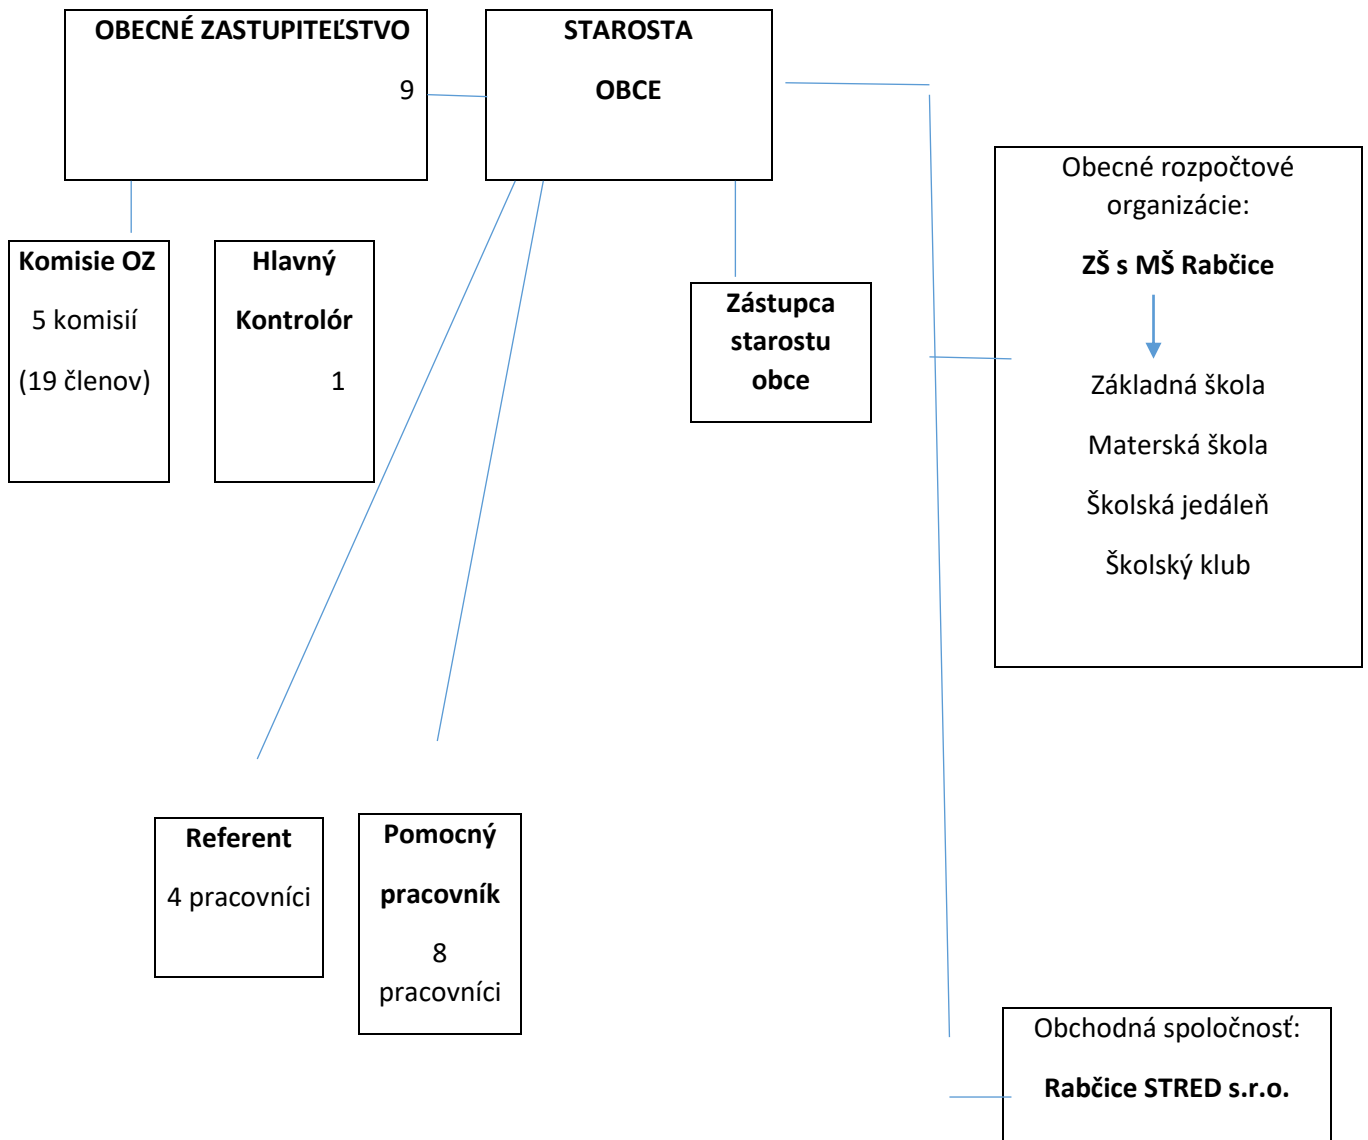 OBECNÉ ZASTUPITEĽSTVO
9
STAROSTA
OBCE
Komisie OZ
5 komisií
(19 členov)
Hlavný
Kontrolór
1
Zástupca
starostu
obce
Obecné rozpočtové
organizácie:
ZŠ s MŠ Rabčice
Základná škola
Materská škola
Školská jedáleň
Školský klub
Referent
4 pracovníci
Pomocný
pracovník
8
pracovníci
Obchodná spoločnosť:
Rabčice STRED s.r.o.